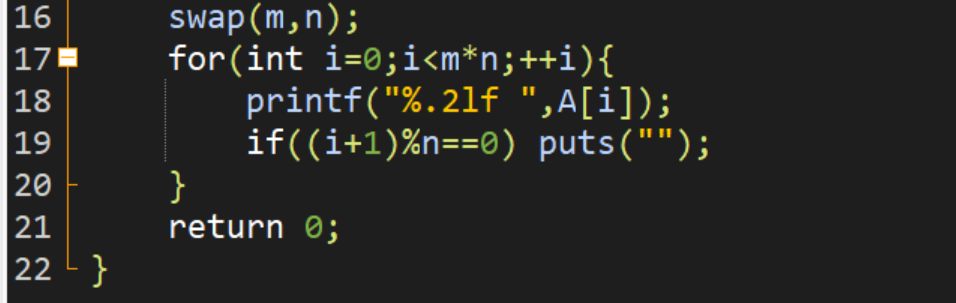 16 swap(m,n);
17 for(int i=0;i<m*n;++i){
18 printf("%.2lf ",A[i]);
19 if((i+1)%n==0) puts("");
20 }
21 return 0;
22 }